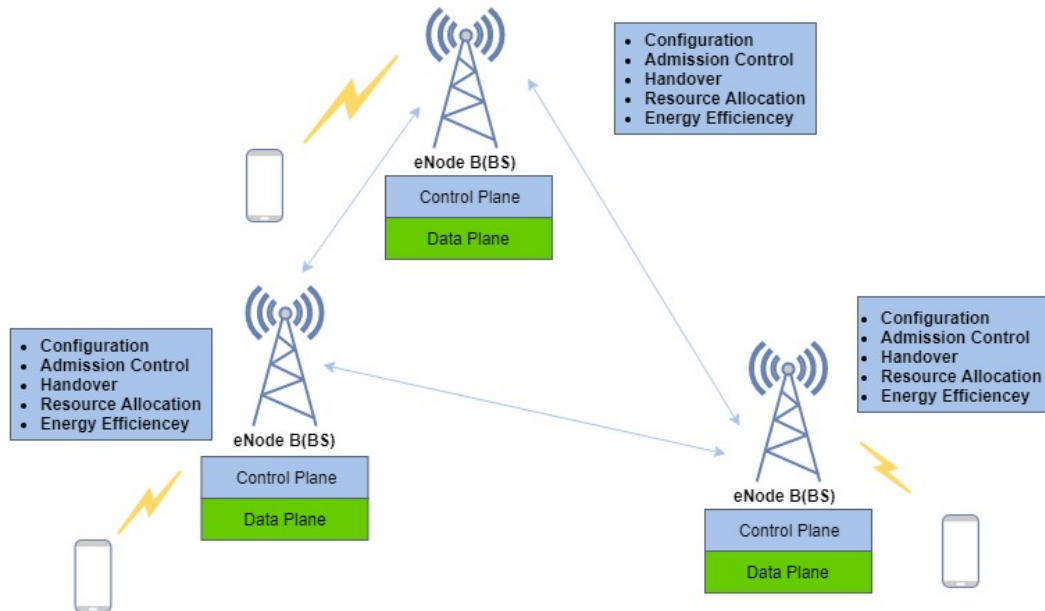 • Configuration
• Admission Control
• Handover
• Resource Allocation
• Energy Efficiencey
eNode B(BS)
Control Plane
Data Plane
• Configuration
• Admission Control
• Handover
• Resource Allocation
• Energy Efficiencey
eNode B(BS)
Control Plane
Data Plane
• Configuration
• Admission Control
• Handover
• Resource Allocation
• Energy Efficiencey
eNode B(BS)
Control Plane
Data Plane